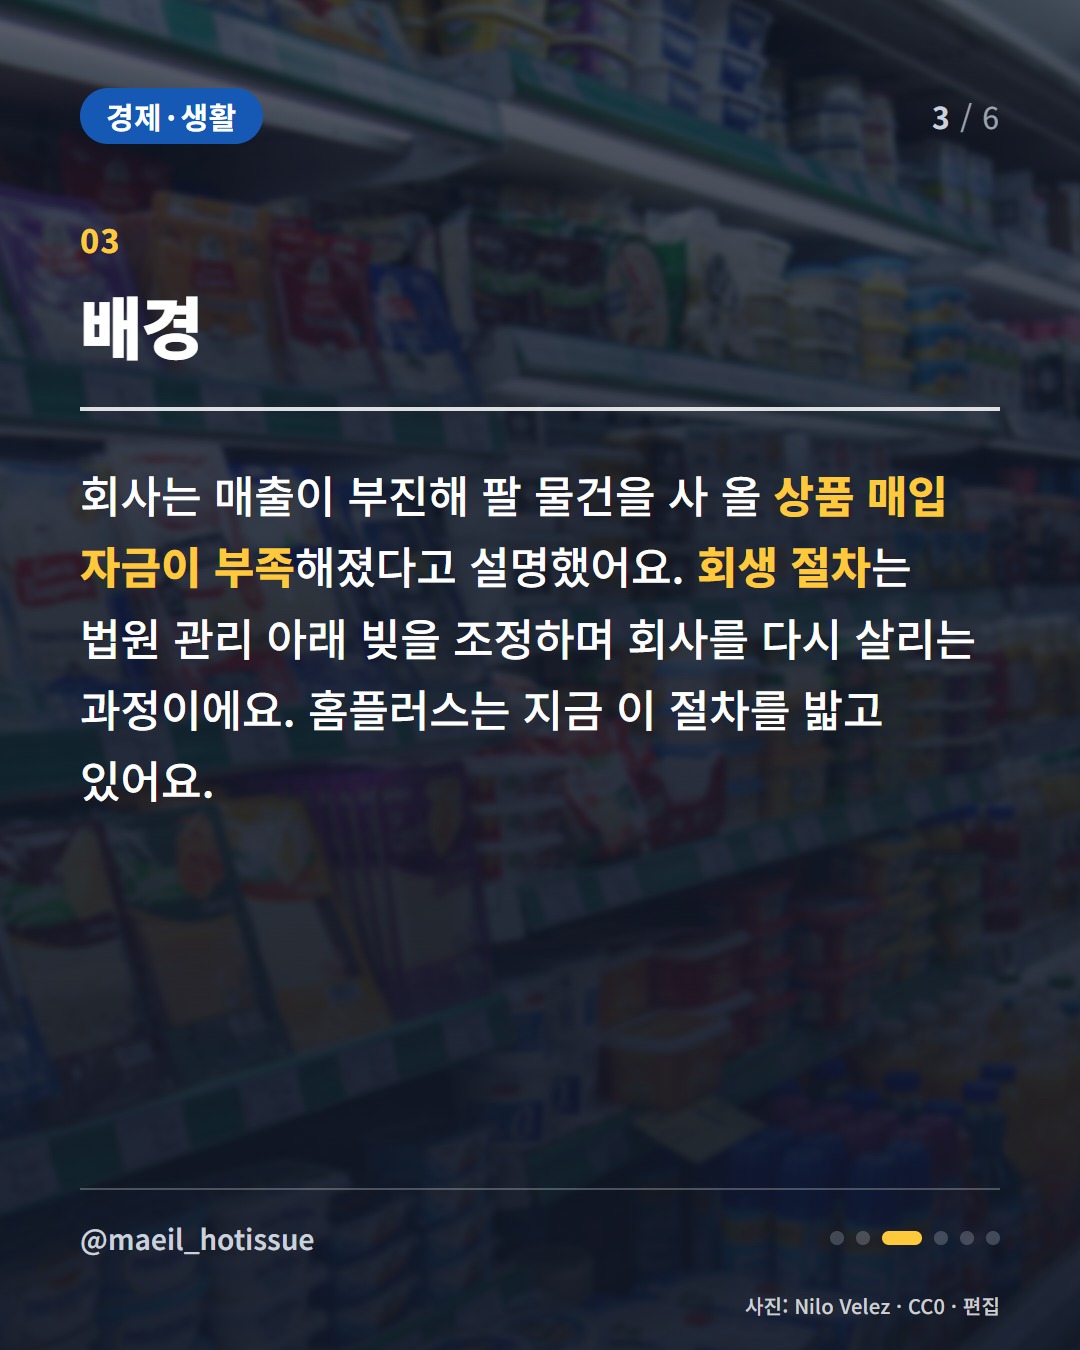 경제·생활
3 / 6
03
배경
회사는 매출이 부진해 팔 물건을 사 올 상품 매입
자금이 부족해졌다고 설명했어요. 회생 절차는
법원 관리 아래 빚을 조정하며 회사를 다시 살리는
과정이에요. 홈플러스는 지금 이 절차를 밟고
있어요.
@maeil_hotissue
사진: Nilo Velez · CC0 · 편집